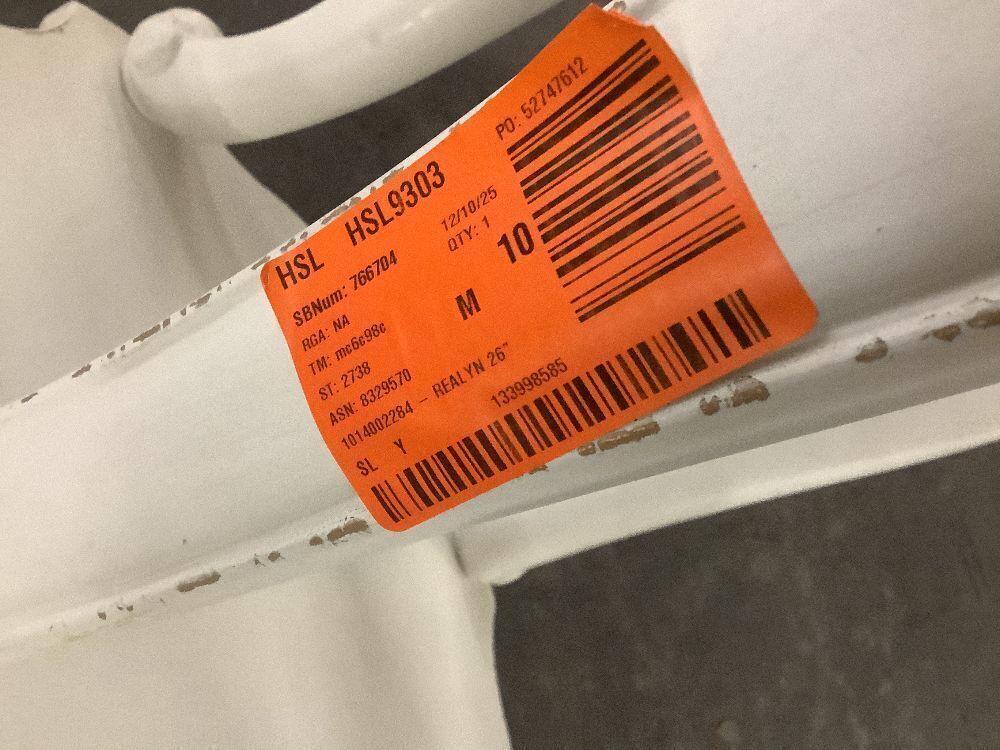 HSL HSL9303
PO: 52747612
SBNum: 766704
12/10/25
RGA: NA
QTY: 1
10
TM: mc6c98c
M
ST: 2738
ASN: 8329570
1014002284 – REALYN 26"
SL Y
133998585